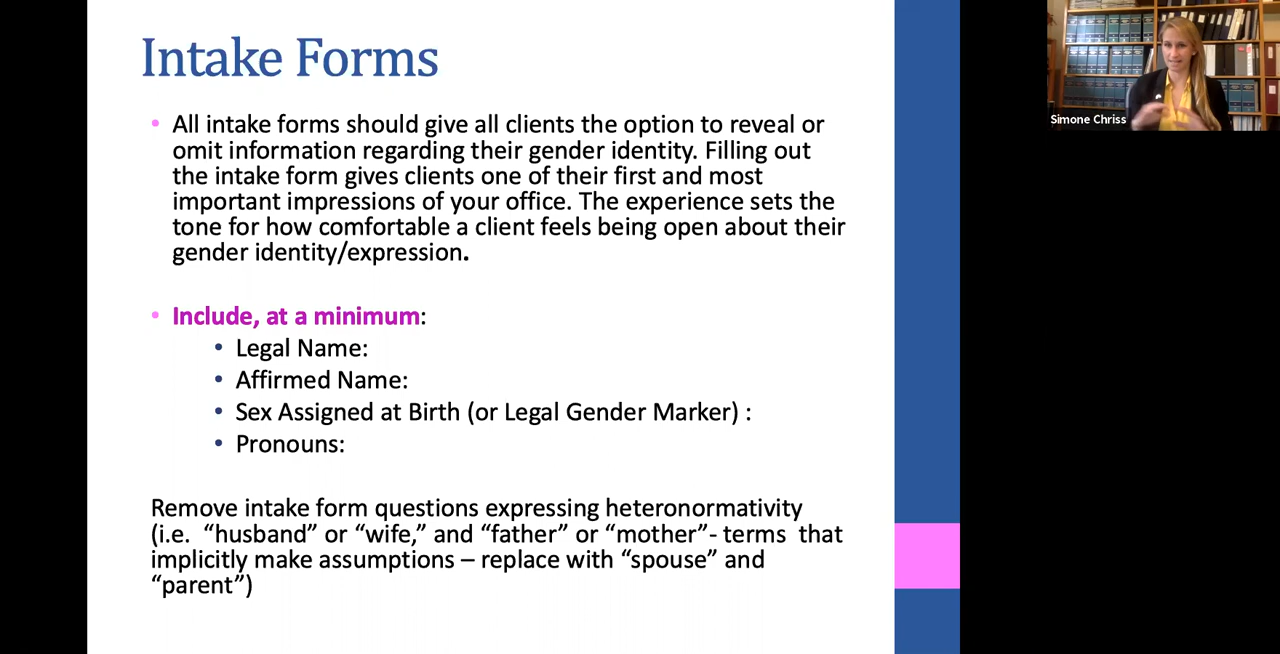 Intake Forms
• All intake forms should give all clients the option to reveal or
omit information regarding their gender identity. Filling out
the intake form gives clients one of their first and most
important impressions of your office. The experience sets the
tone for how comfortable a client feels being open about their
gender identity/expression.
• Include, at a minimum:
• Legal Name:
• Affirmed Name:
• Sex Assigned at Birth (or Legal Gender Marker) :
• Pronouns:
Remove intake form questions expressing heteronormativity
(i.e. “husband” or “wife,” and “father” or “mother”- terms that
implicitly make assumptions – replace with “spouse” and
“parent”)
Simone Chriss